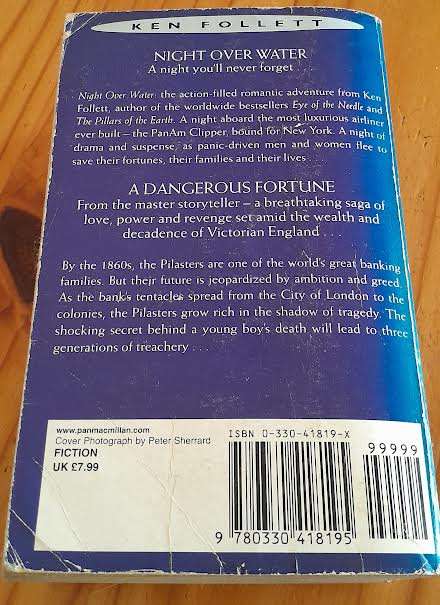 KEN FOLLETT
NIGHT OVER WATER
A night you'll never forget . . .
Night Over Water: the action-filled romantic adventure from Ken
Follett, author of the worldwide bestsellers Eye of the Needle and
The Pillars of the Earth. A night aboard the most luxurious airliner
ever built – the PanAm Clipper, bound for New York. A night of
drama and suspense, as panic-driven men and women flee to
save their fortunes, their families and their lives . . .
A DANGEROUS FORTUNE
From the master storyteller – a breathtaking saga of
love, power and revenge set amid the wealth and
decadence of Victorian England . . .
By the 1860s, the Pilasters are one of the world's great banking
families. But their future is jeopardized by ambition and greed.
As the bank's tentacles spread from the City of London to the
colonies, the Pilasters grow rich in the shadow of tragedy. The
shocking secret behind a young boy's death will lead to three
generations of treachery . . .
www.panmacmillan.com
Cover Photograph by Peter Sherrard
FICTION
UK £7.99
ISBN 0-330-41819-X
99999
9 780330 418195